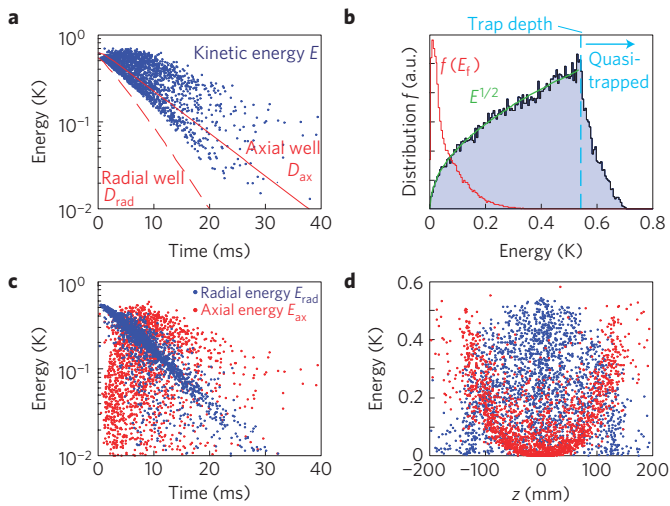 a
10⁰
10⁻¹
10⁻²
Energy (K)
Kinetic energy E
Radial well
D_rad
Axial well
D_ax
0 10 20 30 40
Time (ms)
b
Trap depth
Quasi-
trapped
f(E_f)
E^1/2
Distribution f (a.u.)
0 0.2 0.4 0.6 0.8
Energy (K)
c
10⁰
10⁻¹
10⁻²
Energy (K)
Radial energy E_rad
Axial energy E_ax
0 10 20 30 40
Time (ms)
d
0.6
0.4
0.2
0
Energy (K)
−200 −100 0 100 200
z (mm)